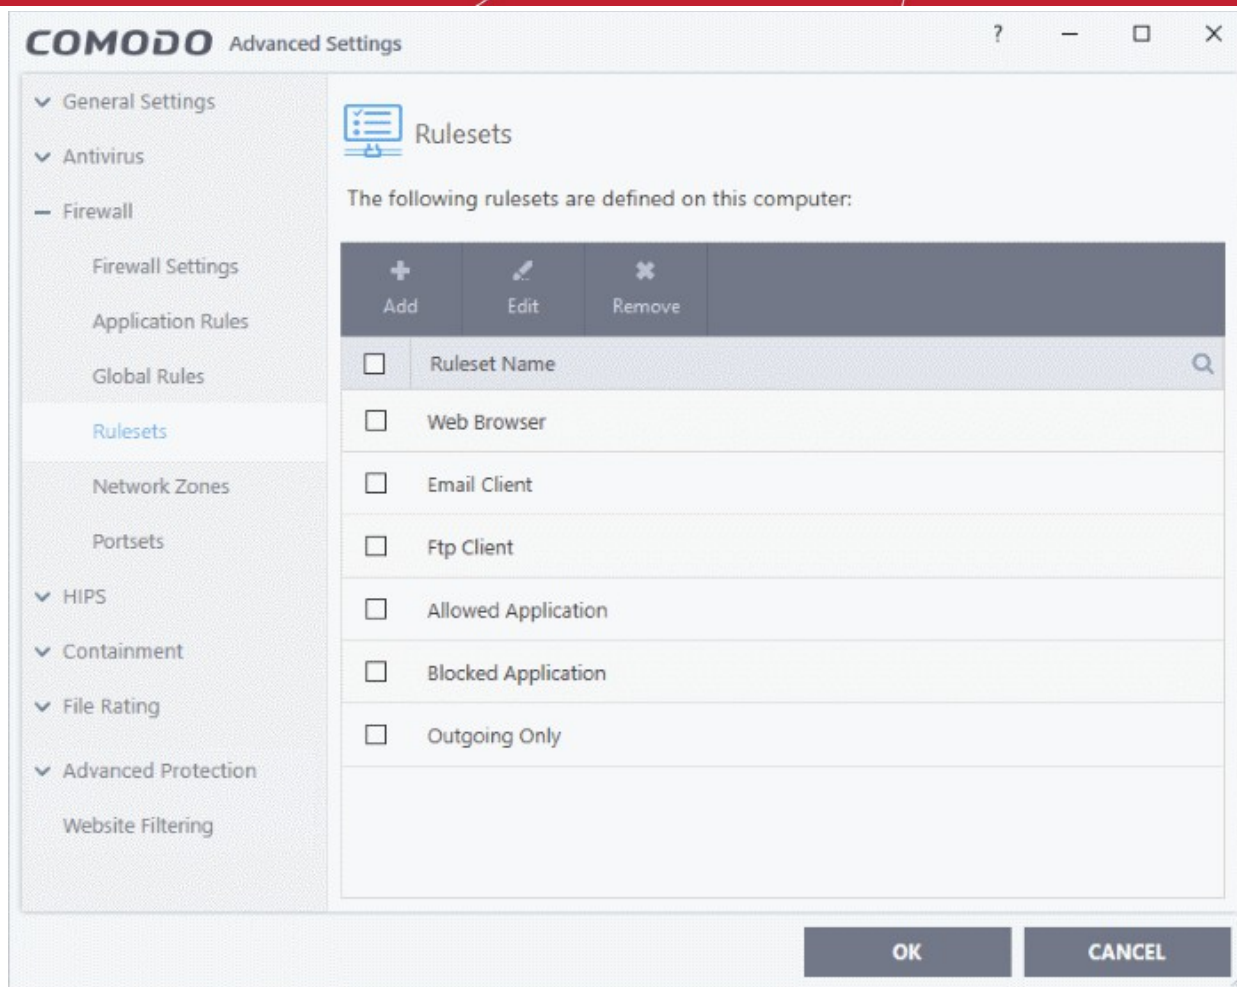 COMODO Advanced Settings ?
General Settings
Antivirus
Firewall
Firewall Settings
Application Rules
Global Rules
Rulesets
Network Zones
Portsets
HIPS
Containment
File Rating
Advanced Protection
Website Filtering
Rulesets
The following rulesets are defined on this computer:
Add Edit Remove
Ruleset Name
Web Browser
Email Client
Ftp Client
Allowed Application
Blocked Application
Outgoing Only
OK CANCEL